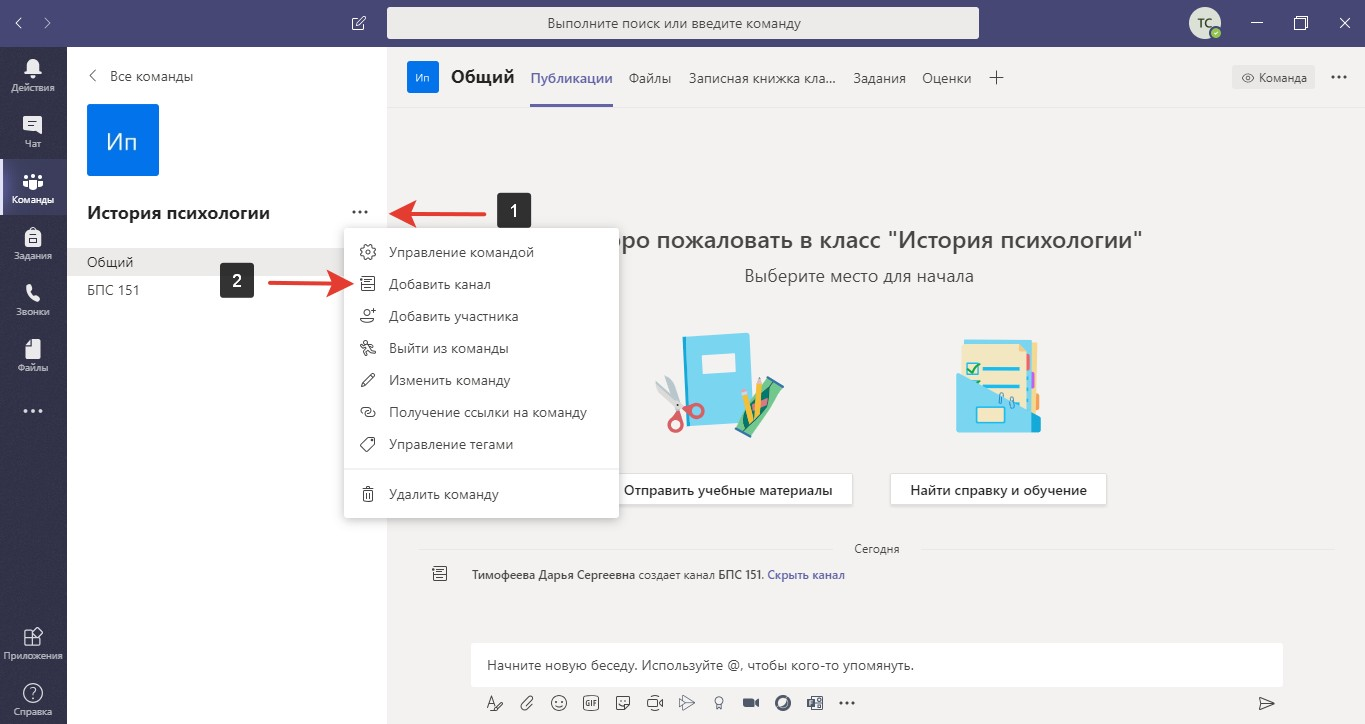 Выполните поиск или введите команду
ТС
Действия
Чат
Команды
Задания
Звонки
Файлы
Приложения
Справка
Все команды
Ип
История психологии
Общий
БПС 151
1
2
Управление командой
Добавить канал
Добавить участника
Выйти из команды
Изменить команду
Получение ссылки на команду
Управление тегами
Удалить команду
Ип
Общий Публикации Файлы Записная книжка кла... Задания Оценки
Команда
ро пожаловать в класс "История психологии"
Выберите место для начала
Отправить учебные материалы
Найти справку и обучение
Сегодня
Тимофеева Дарья Сергеевна создает канал БПС 151. Скрыть канал
Начните новую беседу. Используйте @, чтобы кого-то упомянуть.
GIF